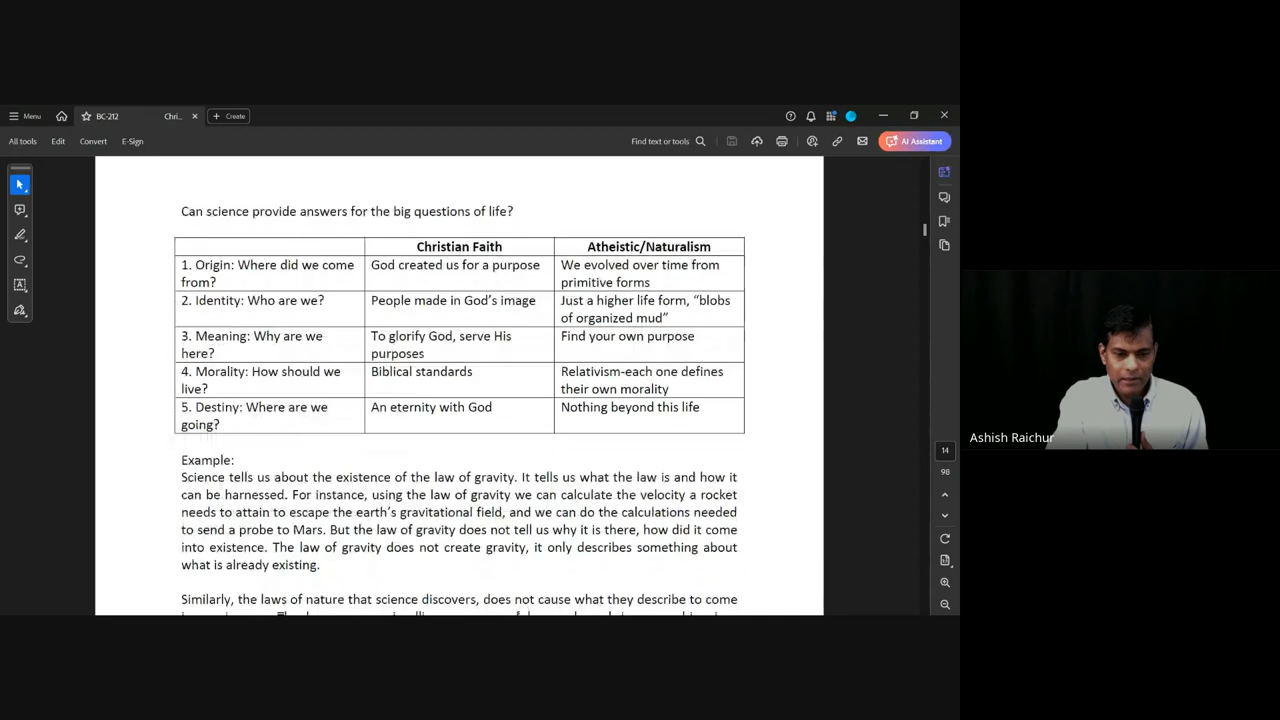 Menu
BC-212
Chri...
Create
All tools
Edit
Convert
E-Sign
Find text or tools
AI Assistant
Can science provide answers for the big questions of life?
Christian Faith
Atheistic/Naturalism
1. Origin: Where did we come
from?
God created us for a purpose
We evolved over time from
primitive forms
2. Identity: Who are we?
People made in God's image
Just a higher life form, “blobs
of organized mud”
3. Meaning: Why are we
here?
To glorify God, serve His
purposes
Find your own purpose
4. Morality: How should we
live?
Biblical standards
Relativism-each one defines
their own morality
5. Destiny: Where are we
going?
An eternity with God
Nothing beyond this life
Example:
Science tells us about the existence of the law of gravity. It tells us what the law is and how it
can be harnessed. For instance, using the law of gravity we can calculate the velocity a rocket
needs to attain to escape the earth's gravitational field, and we can do the calculations needed
to send a probe to Mars. But the law of gravity does not tell us why it is there, how did it come
into existence. The law of gravity does not create gravity, it only describes something about
what is already existing.
Similarly, the laws of nature that science discovers, does not cause what they describe to come
14
98
Ashish Raichur